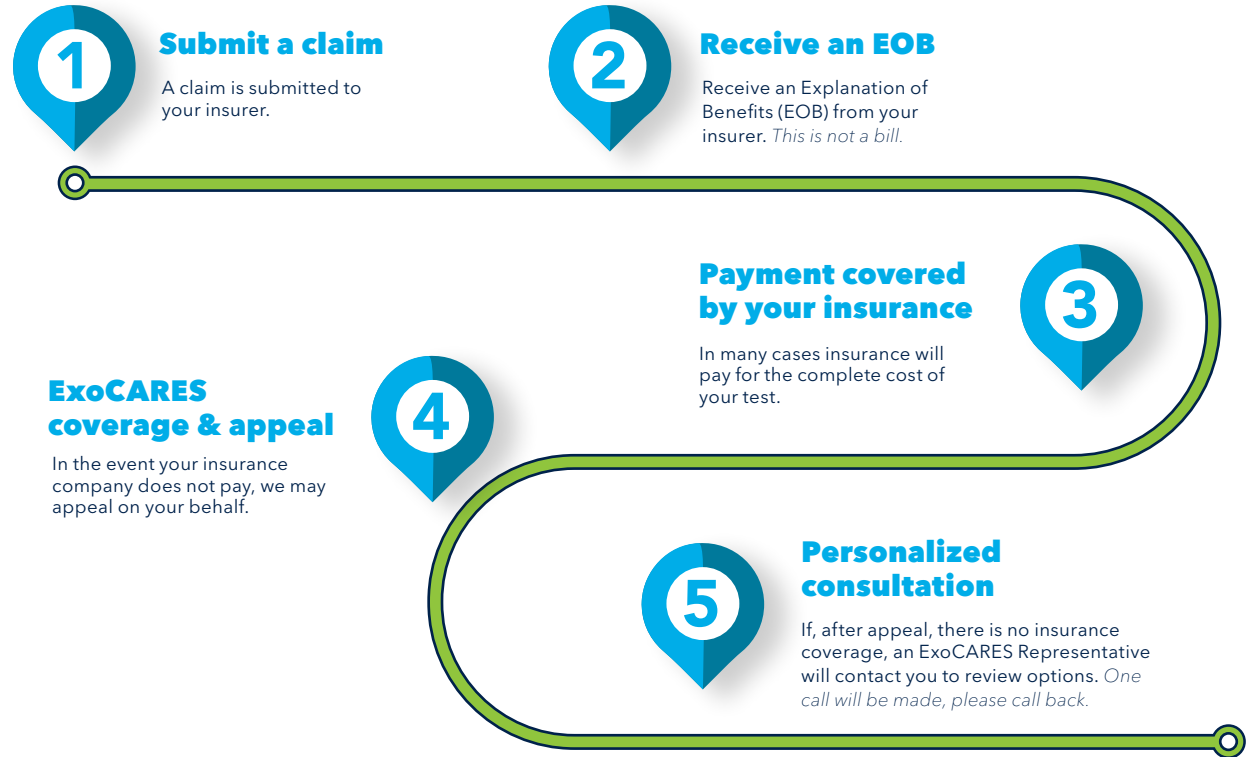 1
Submit a claim
A claim is submitted to
your insurer.
2
Receive an EOB
Receive an Explanation of
Benefits (EOB) from your
insurer. This is not a bill.
Payment covered
by your insurance
3
In many cases insurance will
pay for the complete cost of
your test.
ExoCARES
coverage & appeal
4
In the event your insurance
company does not pay, we may
appeal on your behalf.
5
Personalized
consultation
If, after appeal, there is no insurance
coverage, an ExoCARES Representative
will contact you to review options. One
call will be made, please call back.